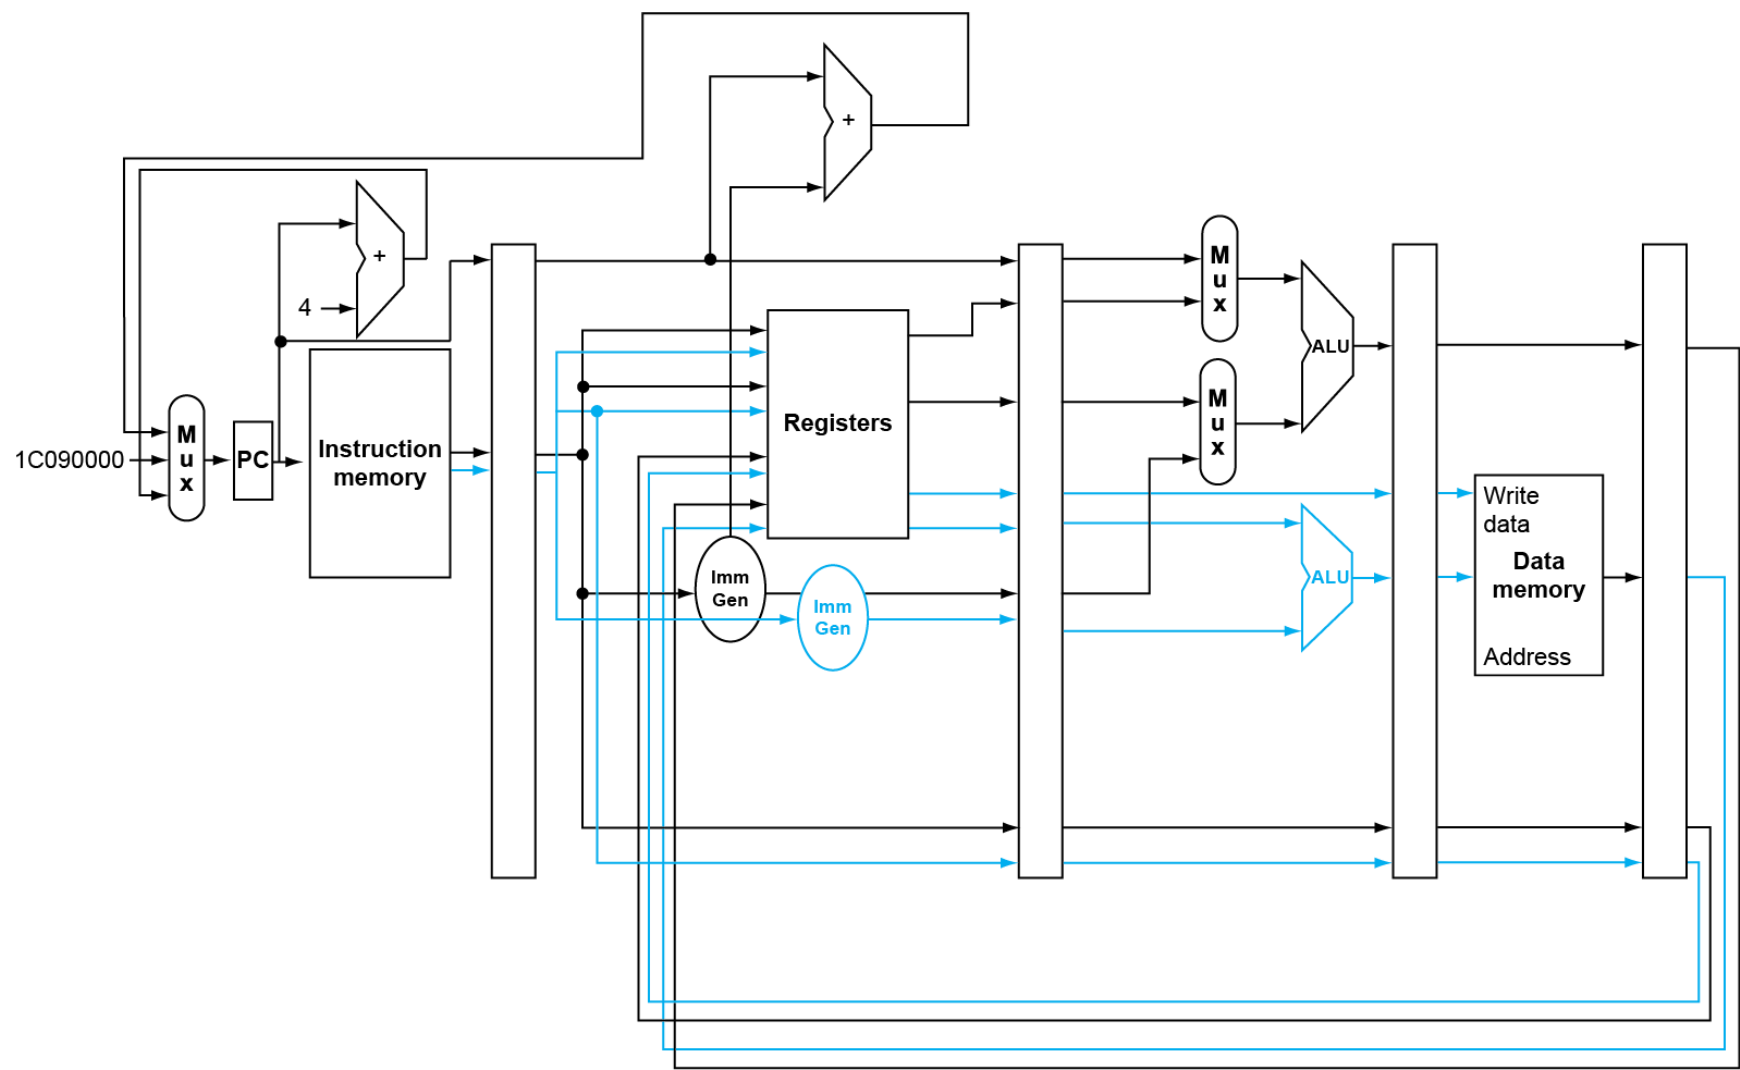 +
+
4
M
u
x
M
u
x
ALU
M
u
x
1C090000
PC
Instruction
memory
Registers
Write
data
Data
memory
Address
Imm
Gen
Imm
Gen
ALU